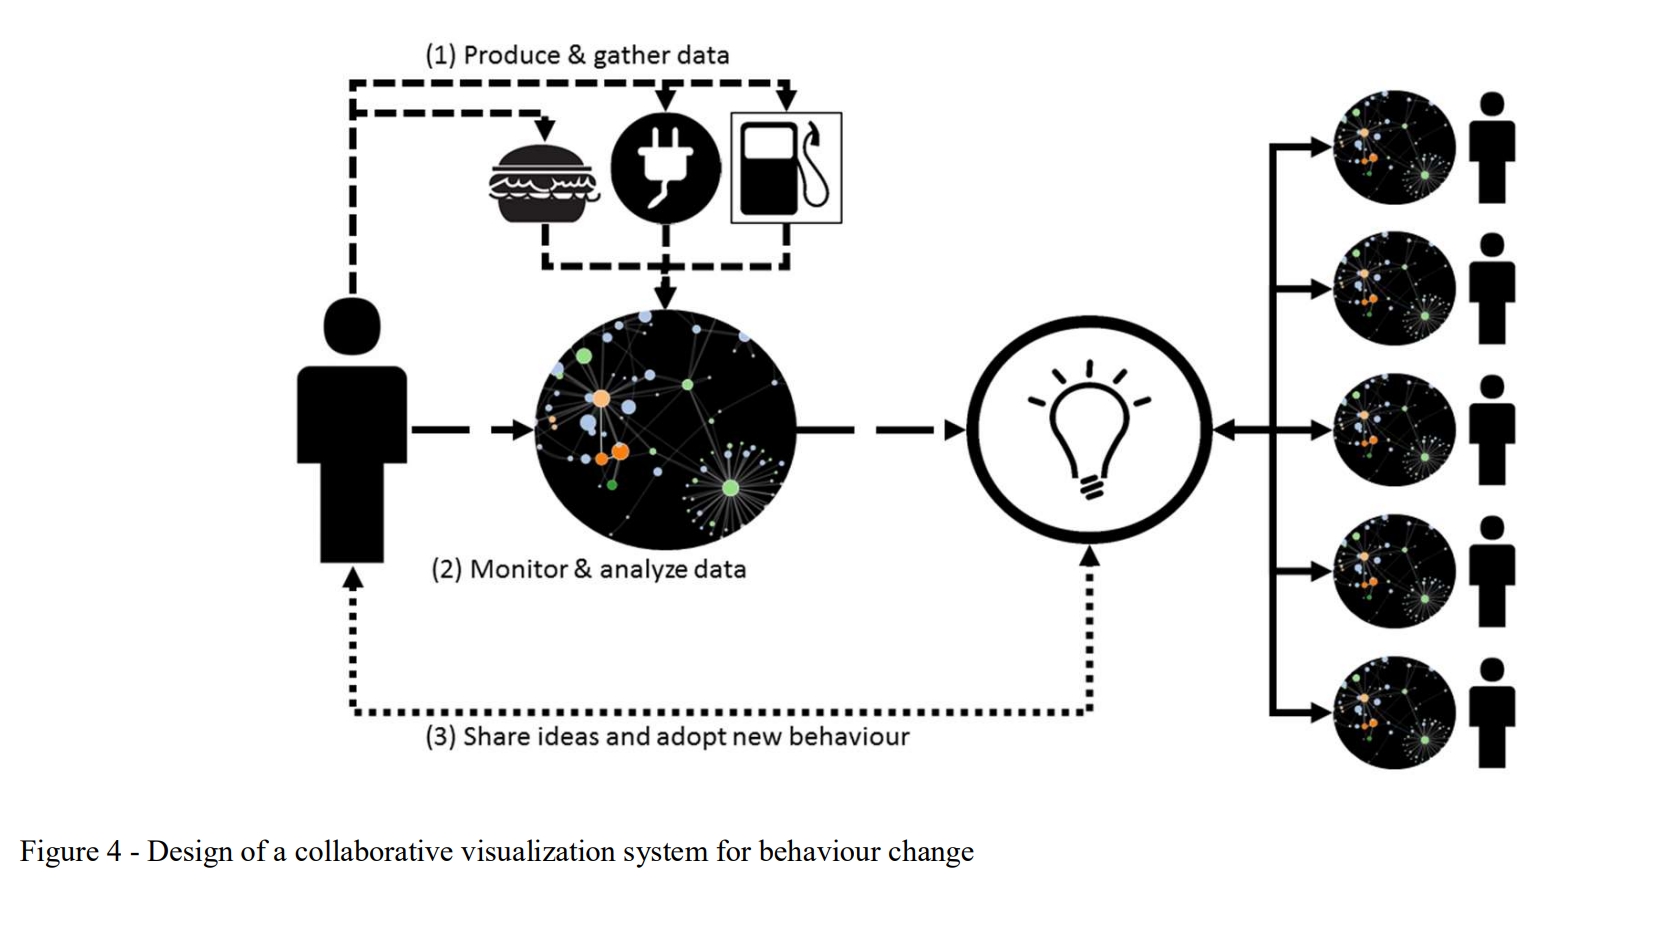 (1) Produce & gather data
(2) Monitor & analyze data
(3) Share ideas and adopt new behaviour
Figure 4 - Design of a collaborative visualization system for behaviour change